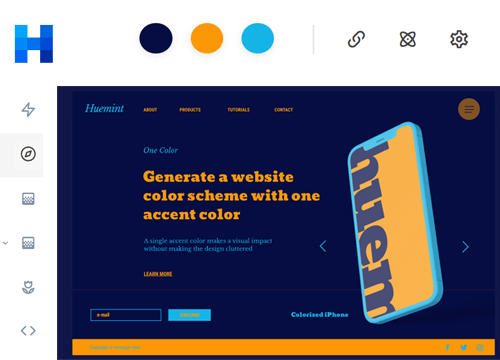 H
Huemint
ABOUT
PRODUCTS
TUTORIALS
CONTACT
One Color
Generate a website
color scheme with one
accent color
A single accent color makes a visual impact
without making the design cluttered
LEARN MORE
huem
e-mail
Colorized iPhone